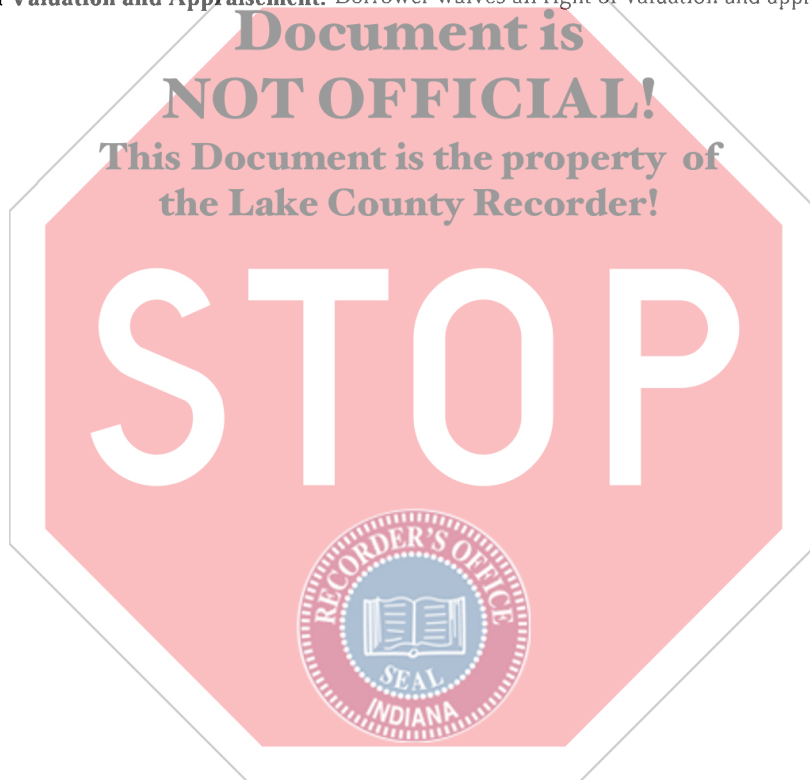 Valuation and Appraisement. Borrower waives all right of valuation and
Document is
NOT OFFICIAL!
This Document is the property of
the Lake County Recorder!
STOP
RECORDER'S OFFICE
SEAL
INDIANA